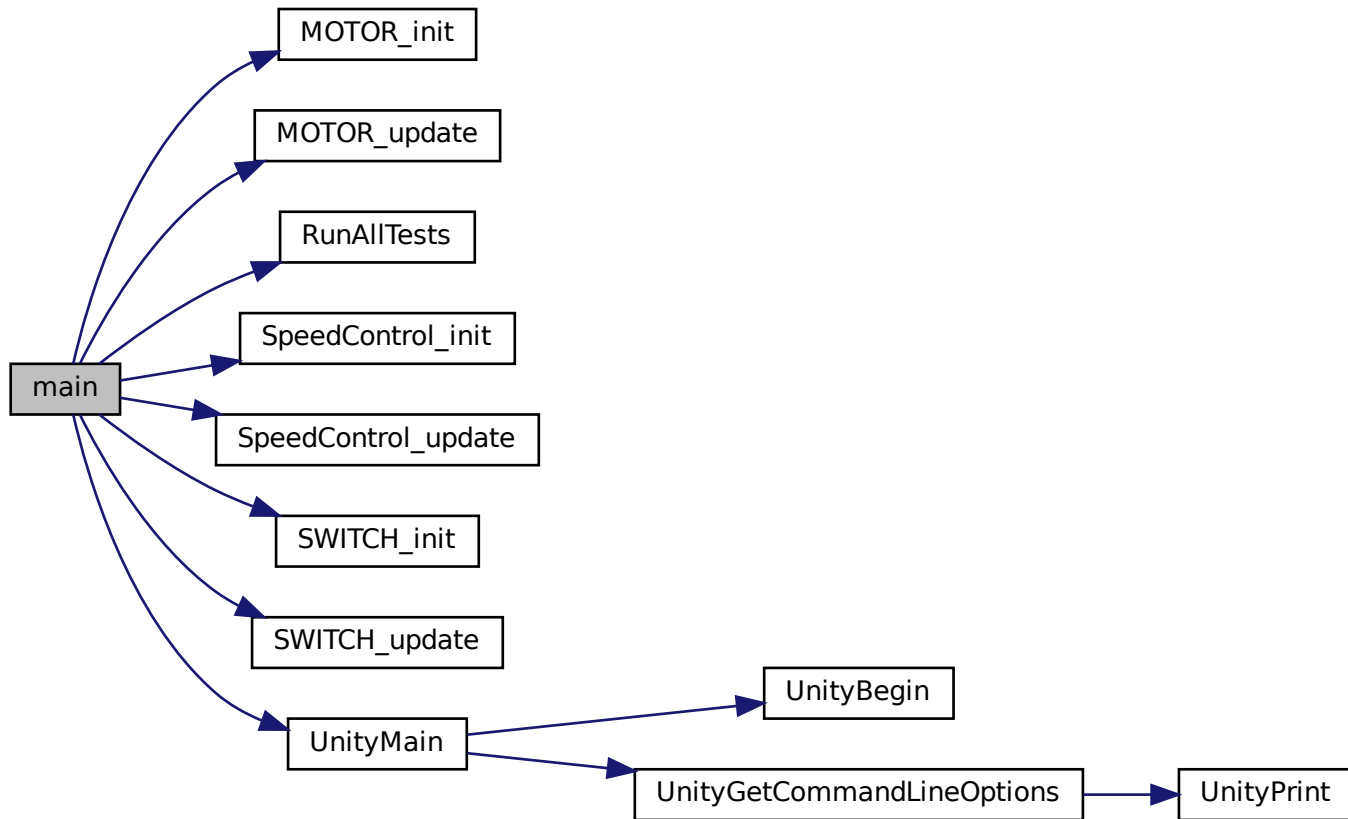 MOTOR_init
MOTOR_update
RunAllTests
SpeedControl_init
main
SpeedControl_update
SWITCH_init
SWITCH_update
UnityMain
UnityBegin
UnityGetCommandLineOptions
UnityPrint